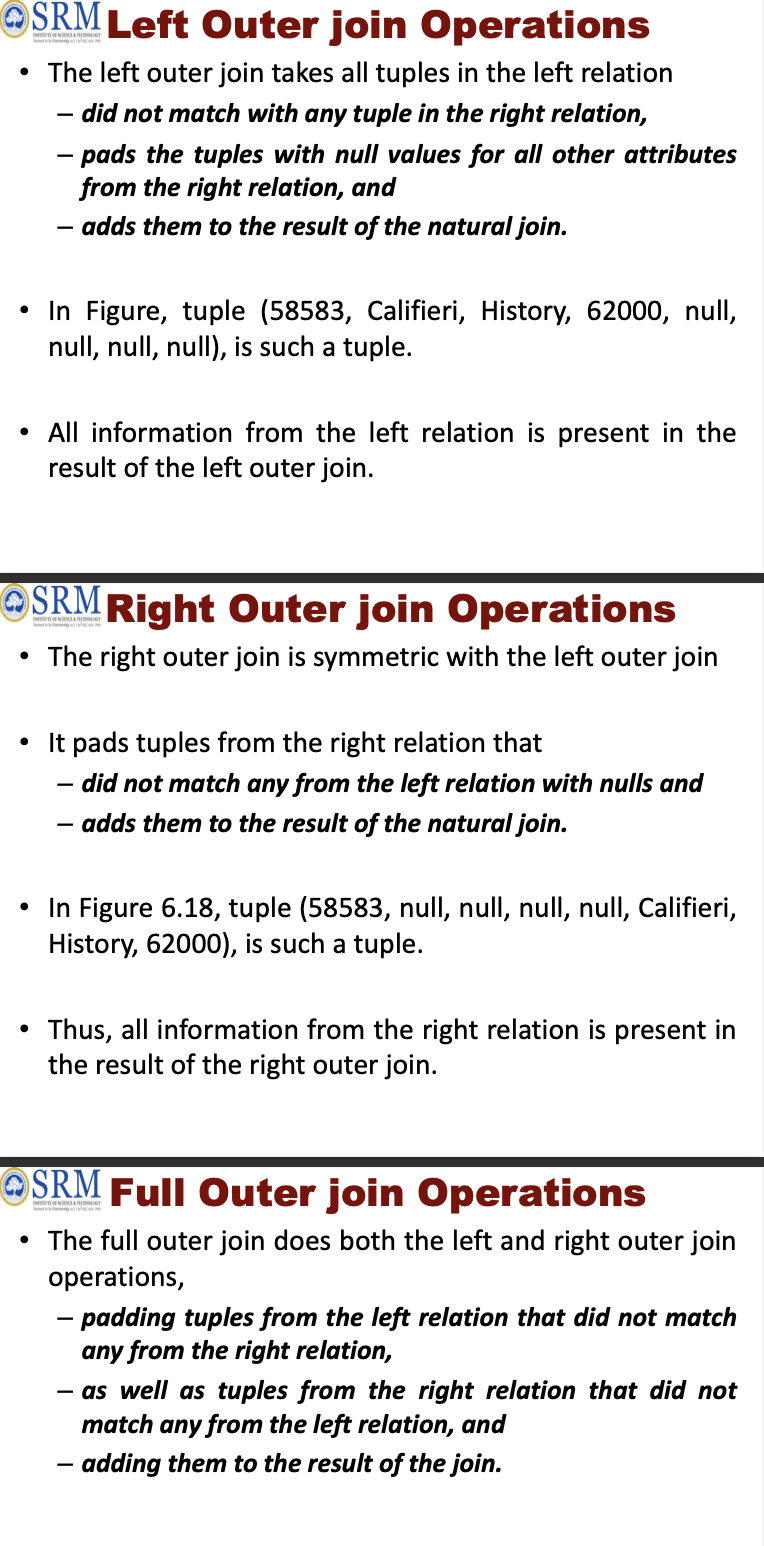 SRM Left Outer join Operations
INSTITUTE OF SCIENCE & TECHNOLOGY
• The left outer join takes all tuples in the left relation
– did not match with any tuple in the right relation,
– pads the tuples with null values for all other attributes
from the right relation, and
– adds them to the result of the natural join.
• In Figure, tuple (58583, Califieri, History, 62000, null,
null, null, null), is such a tuple.
• All information from the left relation is present in the
result of the left outer join.
SRM Right Outer join Operations
INSTITUTE OF SCIENCE & TECHNOLOGY
• The right outer join is symmetric with the left outer join
• It pads tuples from the right relation that
– did not match any from the left relation with nulls and
– adds them to the result of the natural join.
• In Figure 6.18, tuple (58583, null, null, null, null, Califieri,
History, 62000), is such a tuple.
• Thus, all information from the right relation is present in
the result of the right outer join.
SRM Full Outer join Operations
INSTITUTE OF SCIENCE & TECHNOLOGY
• The full outer join does both the left and right outer join
operations,
– padding tuples from the left relation that did not match
any from the right relation,
– as well as tuples from the right relation that did not
match any from the left relation, and
– adding them to the result of the join.